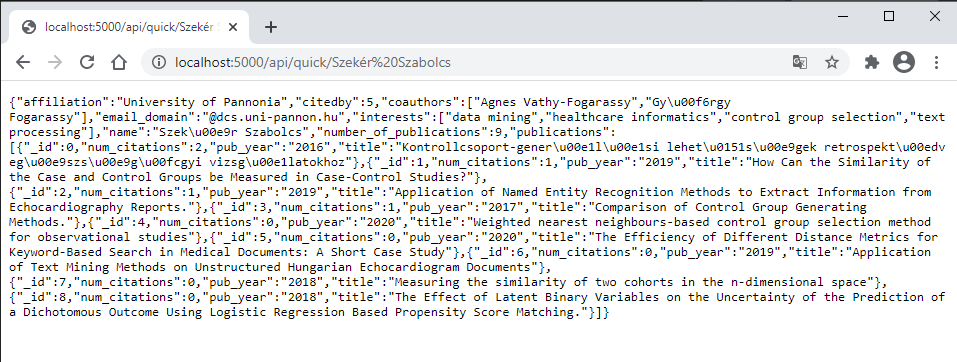 localhost:5000/api/quick/Szekér
localhost:5000/api/quick/Szekér%20Szabolcs
{"affiliation":"University of Pannonia","citedby":5,"coauthors":["Agnes Vathy-Fogarassy","Gy\u00f6rgy
Fogarassy"],"email_domain":"@dcs.uni-pannon.hu","interests":["data mining","healthcare informatics","control group selection","text
processing"],"name":"Szek\u00e9r Szabolcs","number_of_publications":9,"publications":
[{"_id":0,"num_citations":2,"pub_year":"2016","title":"Kontrollcsoport-gener\u00e1l\u00e1si lehet\u0151s\u00e9gek retrospekt\u00edv
eg\u00e9szs\u00e9g\u00fcgyi vizsg\u00e1latokhoz"},{"_id":1,"num_citations":1,"pub_year":"2019","title":"How Can the Similarity of
the Case and Control Groups be Measured in Case-Control Studies?"},
{"_id":2,"num_citations":1,"pub_year":"2019","title":"Application of Named Entity Recognition Methods to Extract Information from
Echocardiography Reports."},{"_id":3,"num_citations":1,"pub_year":"2017","title":"Comparison of Control Group Generating
Methods."},{"_id":4,"num_citations":0,"pub_year":"2020","title":"Weighted nearest neighbours-based control group selection method
for observational studies"},{"_id":5,"num_citations":0,"pub_year":"2020","title":"The Efficiency of Different Distance Metrics for
Keyword-Based Search in Medical Documents: A Short Case Study"},{"_id":6,"num_citations":0,"pub_year":"2019","title":"Application
of Text Mining Methods on Unstructured Hungarian Echocardiogram Documents"},
{"_id":7,"num_citations":0,"pub_year":"2018","title":"Measuring the similarity of two cohorts in the n-dimensional space"},
{"_id":8,"num_citations":0,"pub_year":"2018","title":"The Effect of Latent Binary Variables on the Uncertainty of the Prediction of
a Dichotomous Outcome Using Logistic Regression Based Propensity Score Matching."}]}